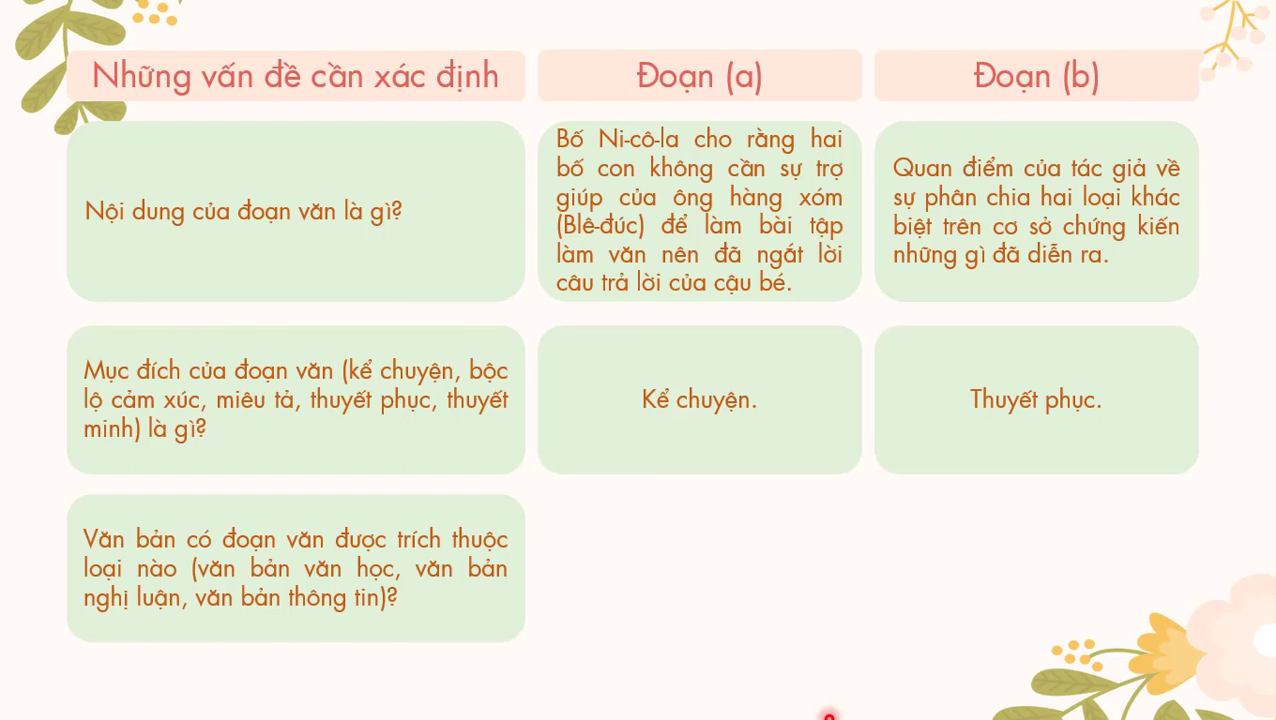 Những vấn đề cần xác định
Đoạn (a)
Đoạn (b)
Nội dung của đoạn văn là gì?
Bố Ni-cô-la cho rằng hai
bố con không cần sự trợ
giúp của ông hàng xóm
(Blê-đúc) để làm bài tập
làm văn nên đã ngắt lời
câu trả lời của cậu bé.
Quan điểm của tác giả về
sự phân chia hai loại khác
biệt trên cơ sở chứng kiến
những gì đã diễn ra.
Mục đích của đoạn văn (kể chuyện, bộc
lộ cảm xúc, miêu tả, thuyết phục, thuyết
minh) là gì?
Kể chuyện.
Thuyết phục.
Văn bản có đoạn văn được trích thuộc
loại nào (văn bản văn học, văn bản
nghị luận, văn bản thông tin)?